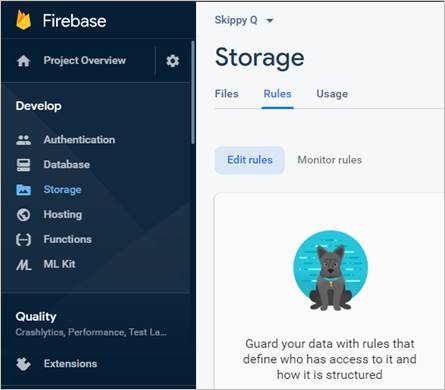 Firebase
Project Overview
Develop
Authentication
Database
Storage
Hosting
Functions
ML Kit
Quality
Crashlytics, Performance, Test La...
Extensions
Skippy Q
Storage
Files Rules Usage
Edit rules Monitor rules
Guard your data with rules that
define who has access to it and
how it is structured